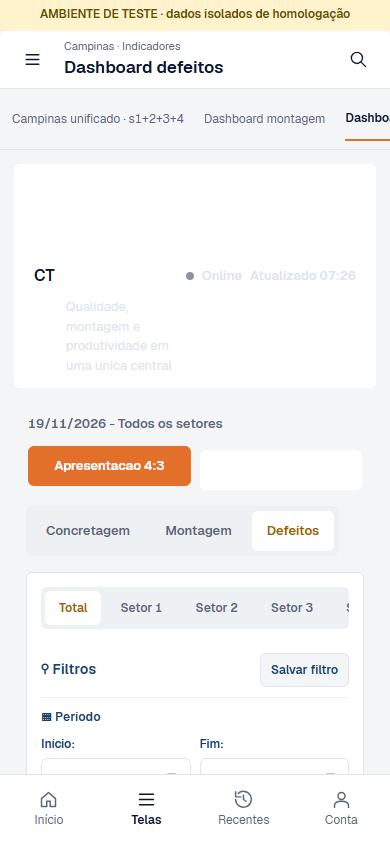 AMBIENTE DE TESTE · dados isolados de homologação
Campinas · Indicadores
Dashboard defeitos
Campinas unificado · s1+2+3+4 Dashboard montagem Dashbo
CT
Online Atualizado 07:26
Qualidade,
montagem e
produtividade em
uma unica central
19/11/2026 - Todos os setores
Apresentacao 4:3
Concretagem Montagem Defeitos
Total Setor 1 Setor 2 Setor 3
Filtros
Salvar filtro
Período
Início: Fim:
Início Telas Recentes Conta